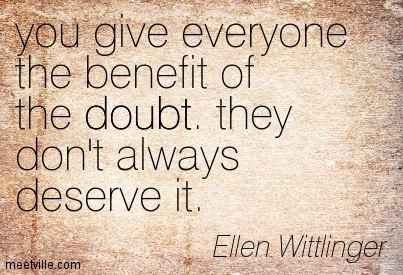 you give everyone
the benefit of
the doubt. they
don't always
deserve it.
Ellen Wittlinger
meetville.com